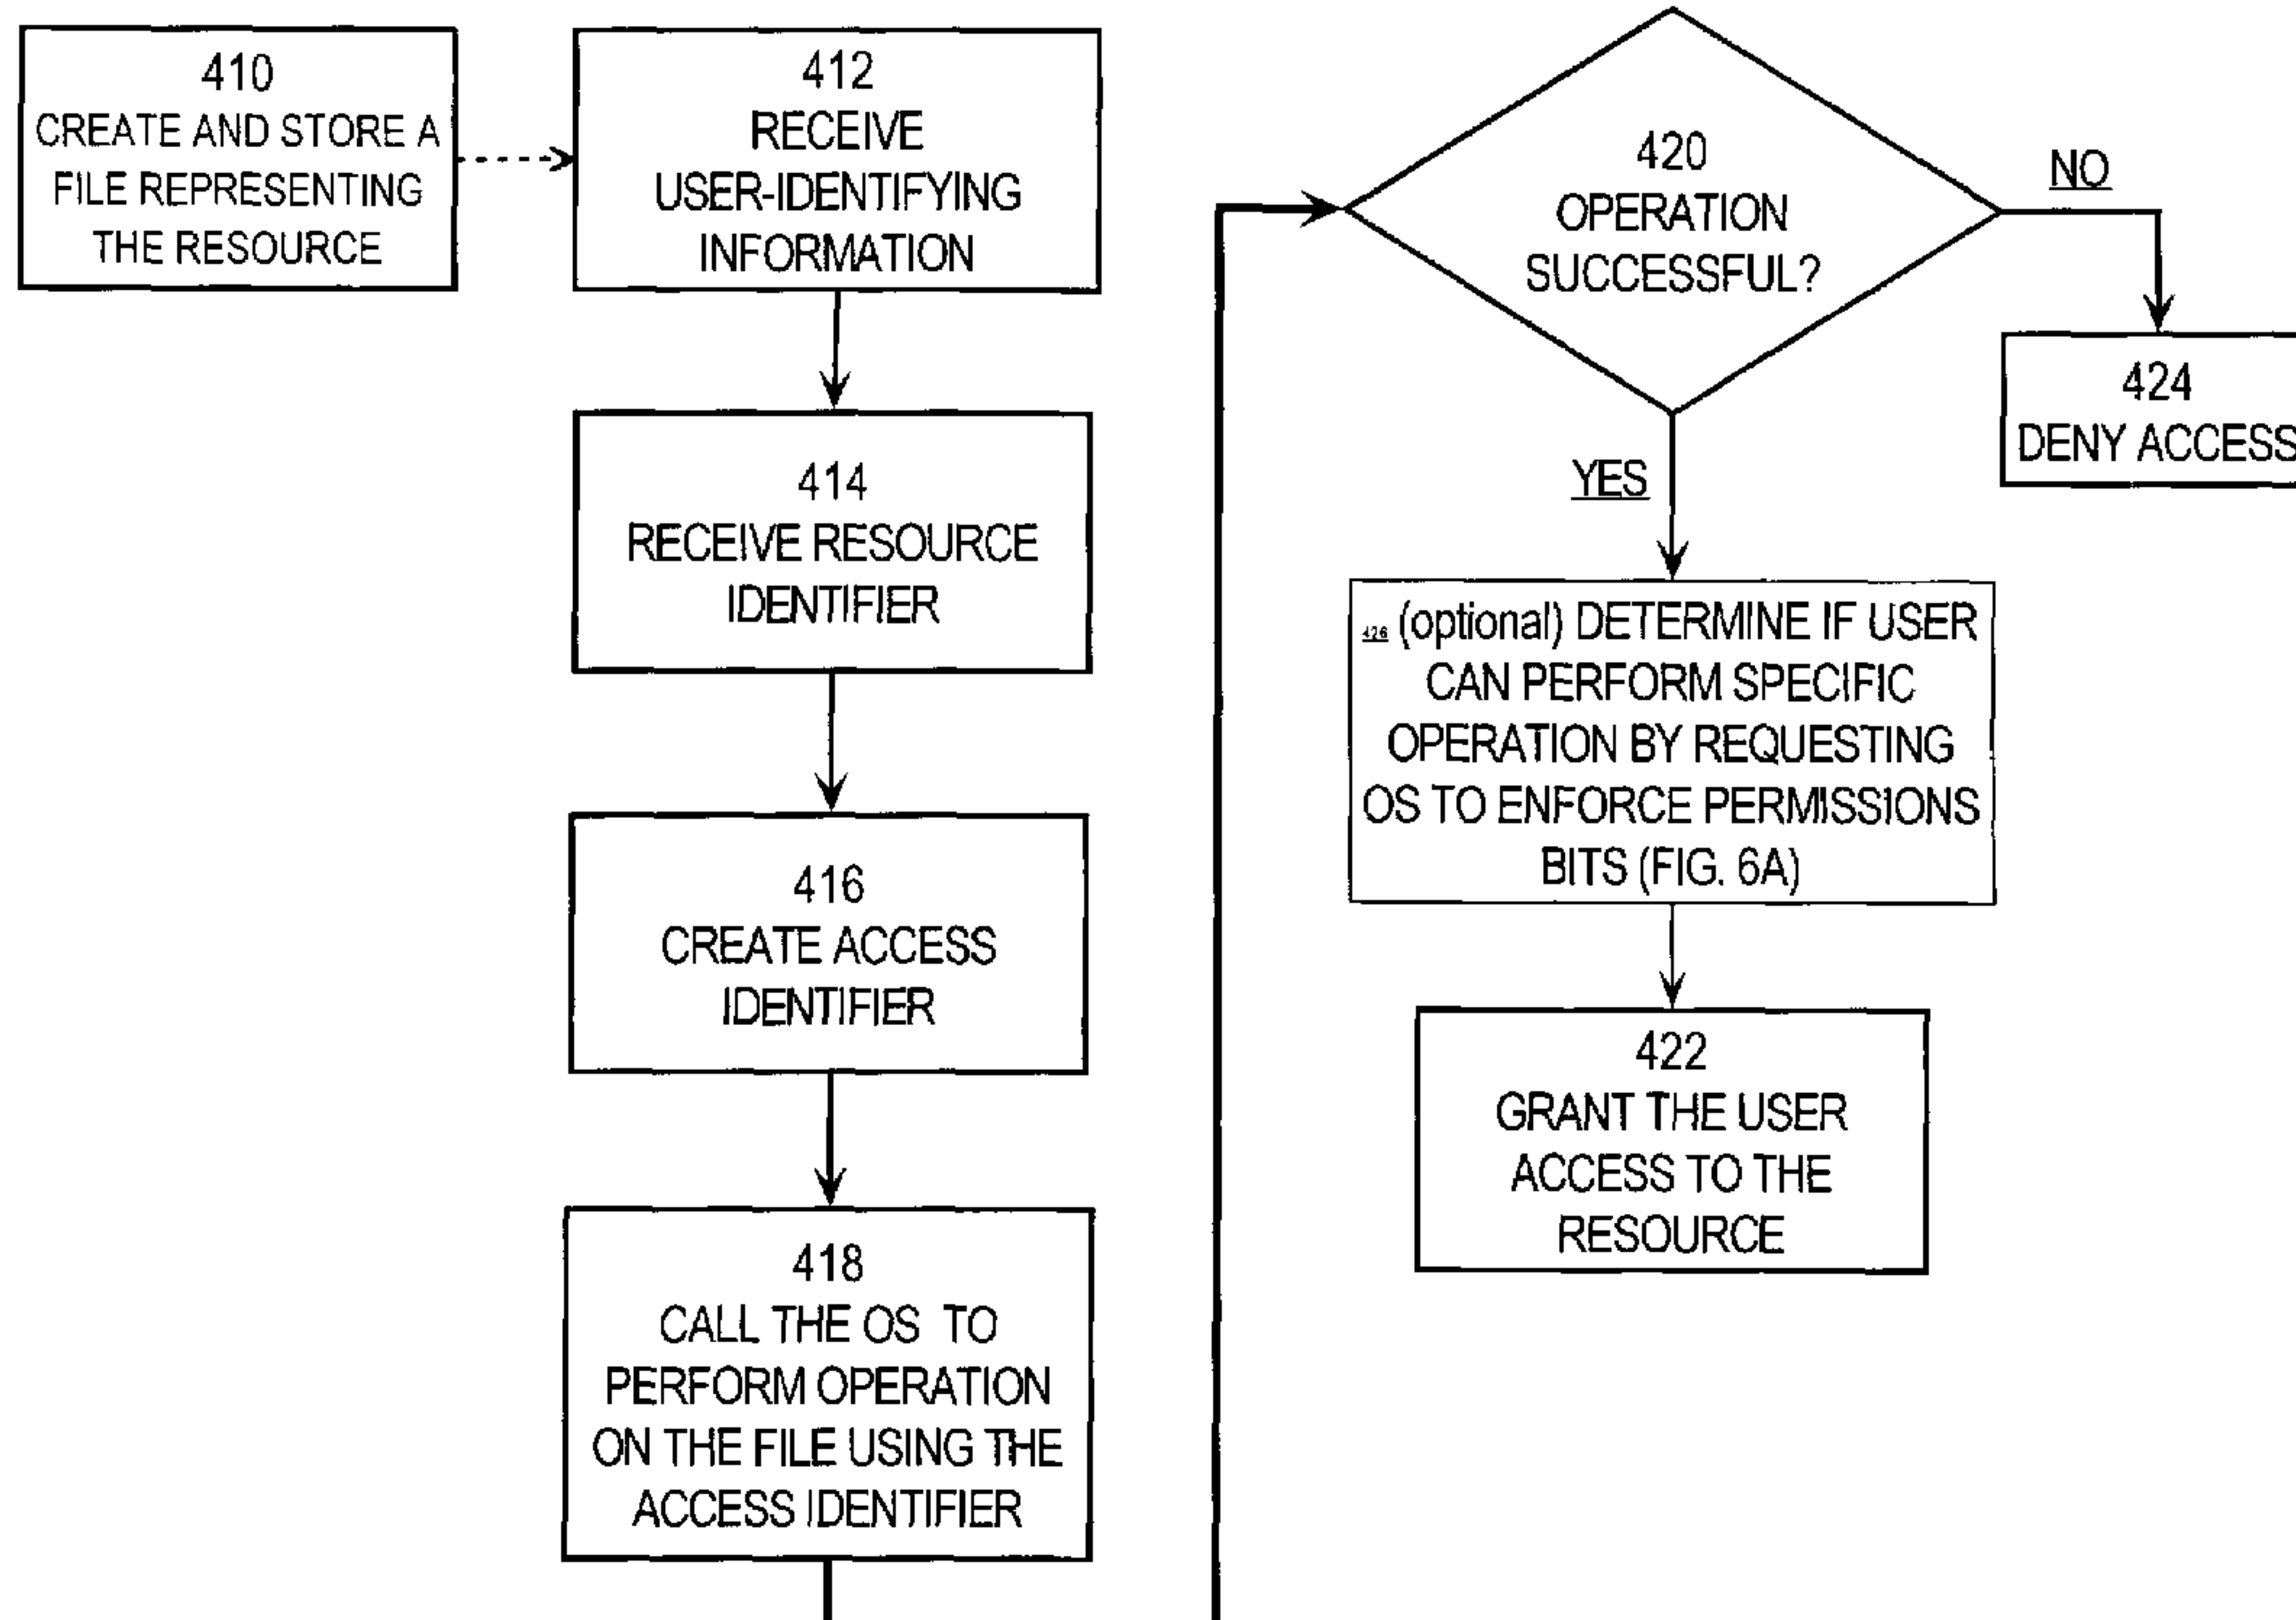 410
CREATE AND STORE A
FILE REPRESENTING
THE RESOURCE
412
RECEIVE
USER-IDENTIFYING
INFORMATION
414
RECEIVE RESOURCE
IDENTIFIER
416
CREATE ACCESS
IDENTIFIER
418
CALL THE OS TO
PERFORM OPERATION
ON THE FILE USING THE
ACCESS IDENTIFIER
420
OPERATION
SUCCESSFUL?
NO
424
DENY ACCESS
YES
426 (optional) DETERMINE IF USER
CAN PERFORM SPECIFIC
OPERATION BY REQUESTING
OS TO ENFORCE PERMISSIONS
BITS (FIG. 6A)
422
GRANT THE USER
ACCESS TO THE
RESOURCE